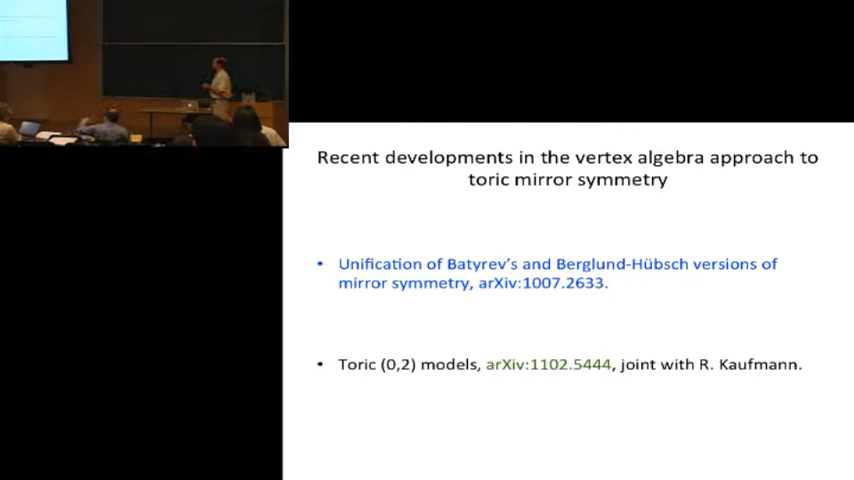 Recent developments in the vertex algebra approach to
toric mirror symmetry
• Unification of Batyrev's and Berglund-Hübsch versions of
mirror symmetry, arXiv:1007.2633.
• Toric (0,2) models, arXiv:1102.5444, joint with R. Kaufmann.